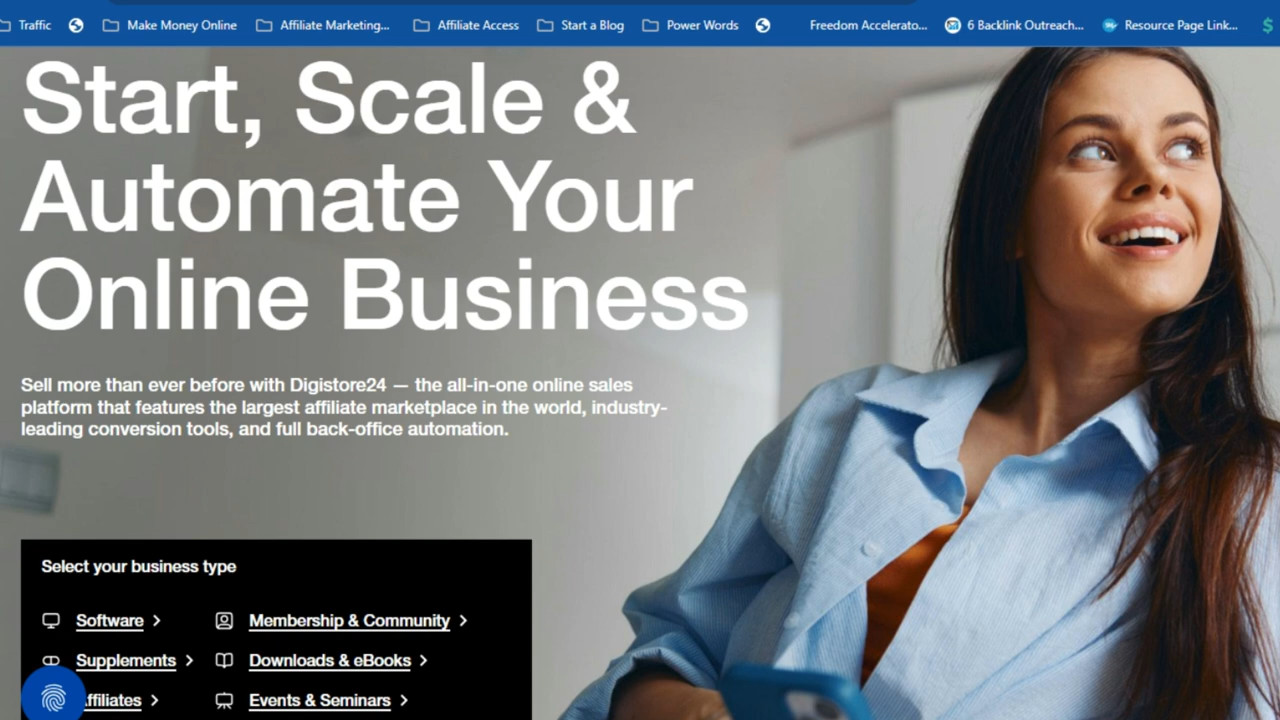 Traffic
Make Money Online
Affiliate Marketing...
Affiliate Access
Start a Blog
Power Words
Freedom Accelerato...
6 Backlink Outreach...
Resource Page Link...
$
Start, Scale &
Automate Your
Online Business
Sell more than ever before with Digistore24 — the all-in-one online sales
platform that features the largest affiliate marketplace in the world, industry-
leading conversion tools, and full back-office automation.
Select your business type
Software
Membership & Community
Supplements
Downloads & eBooks
ffiliates
Events & Seminars